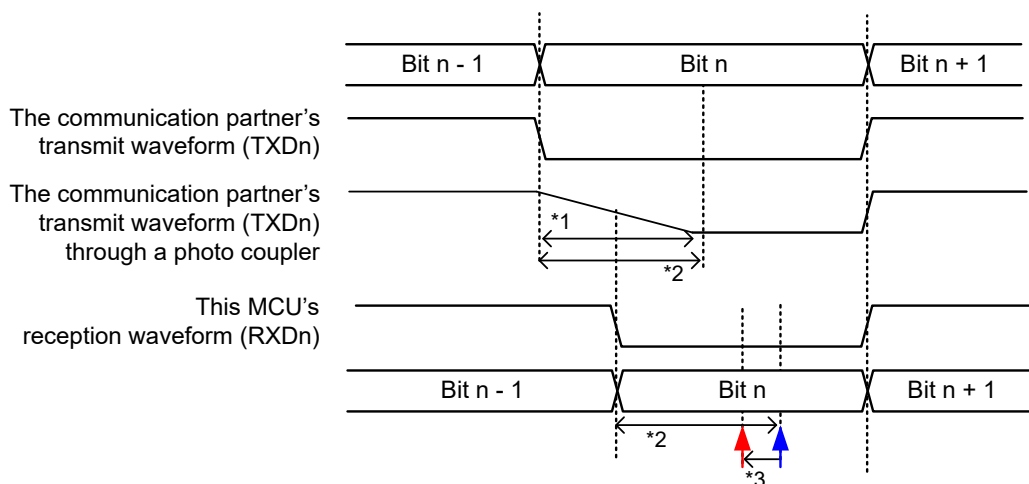 Bit n - 1
Bit n
Bit n + 1
The communication partner’s
transmit waveform (TXDn)
The communication partner’s
transmit waveform (TXDn)
through a photo coupler
*1
*2
This MCU’s
reception waveform (RXDn)
Bit n - 1
Bit n
Bit n + 1
*2
*3